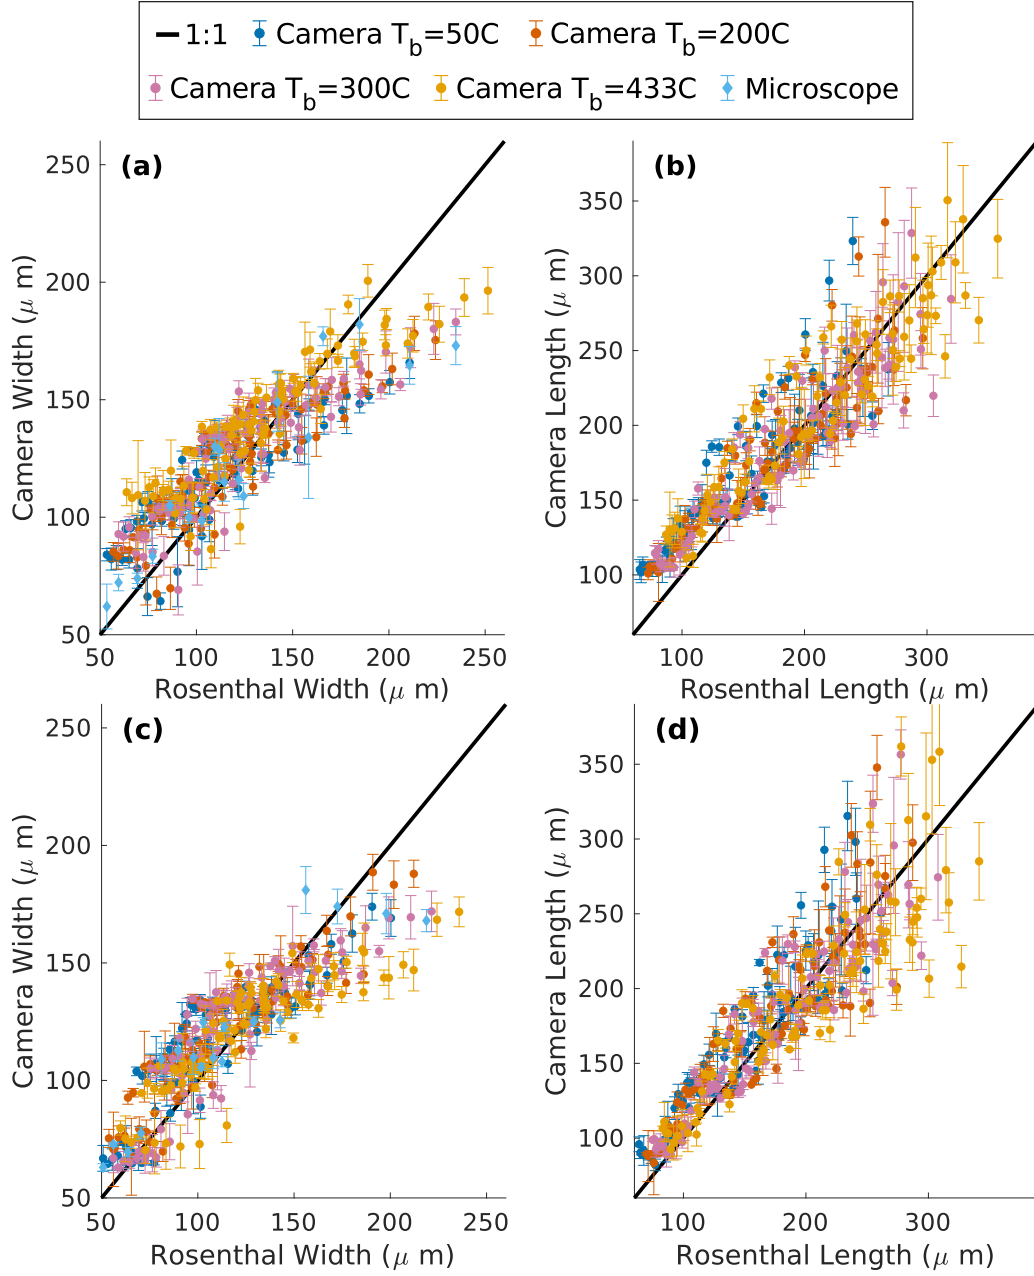 1:1 Camera T_b=50C Camera T_b=200C
Camera T_b=300C Camera T_b=433C Microscope
(a)
250
200
150
100
50
50 100 150 200 250
Camera Width (μ m)
Rosenthal Width (μ m)
(b)
350
300
250
200
150
100
100 200 300
Camera Length (μ m)
Rosenthal Length (μ m)
(c)
250
200
150
100
50
50 100 150 200 250
Camera Width (μ m)
Rosenthal Width (μ m)
(d)
350
300
250
200
150
100
100 200 300
Camera Length (μ m)
Rosenthal Length (μ m)